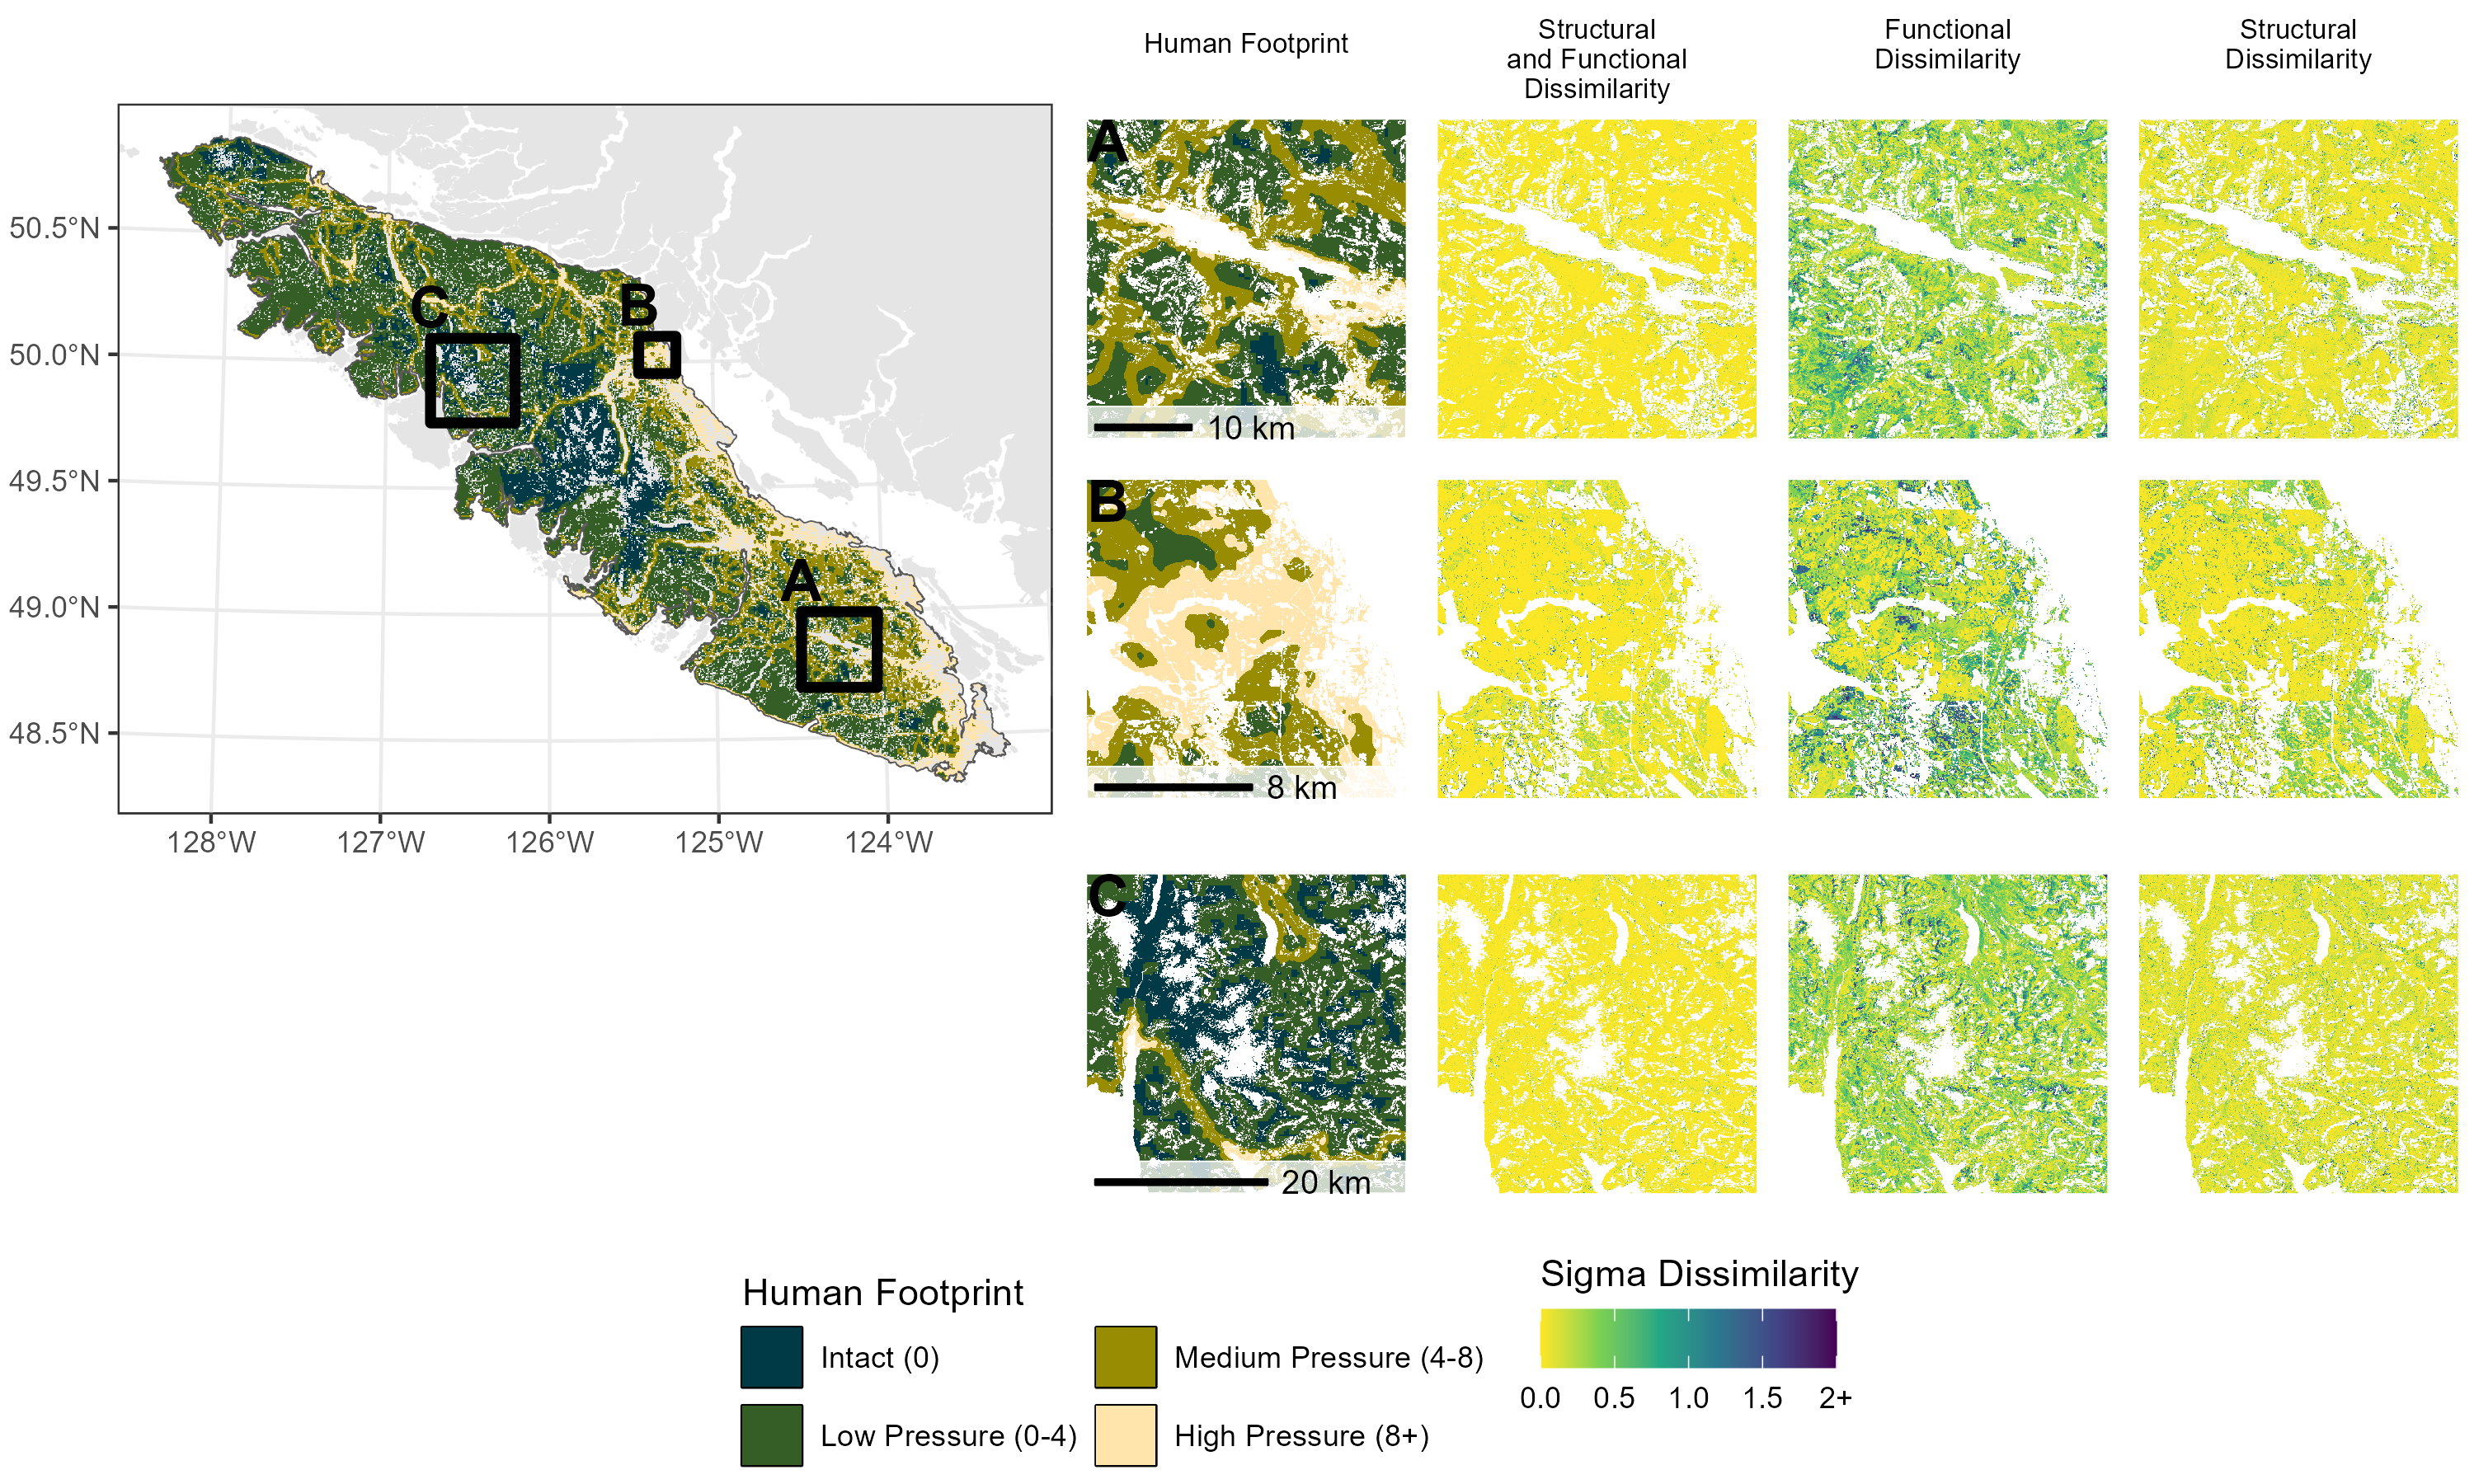 Human Footprint
Structural
and Functional
Dissimilarity
Functional
Dissimilarity
Structural
Dissimilarity
50.5°N
50.0°N
49.5°N
49.0°N
48.5°N
128°W
127°W
126°W
125°W
124°W
C
B
A
A
10 km
B
8 km
C
20 km
Human Footprint
Intact (0)
Low Pressure (0-4)
Medium Pressure (4-8)
High Pressure (8+)
Sigma Dissimilarity
0.0 0.5 1.0 1.5 2+